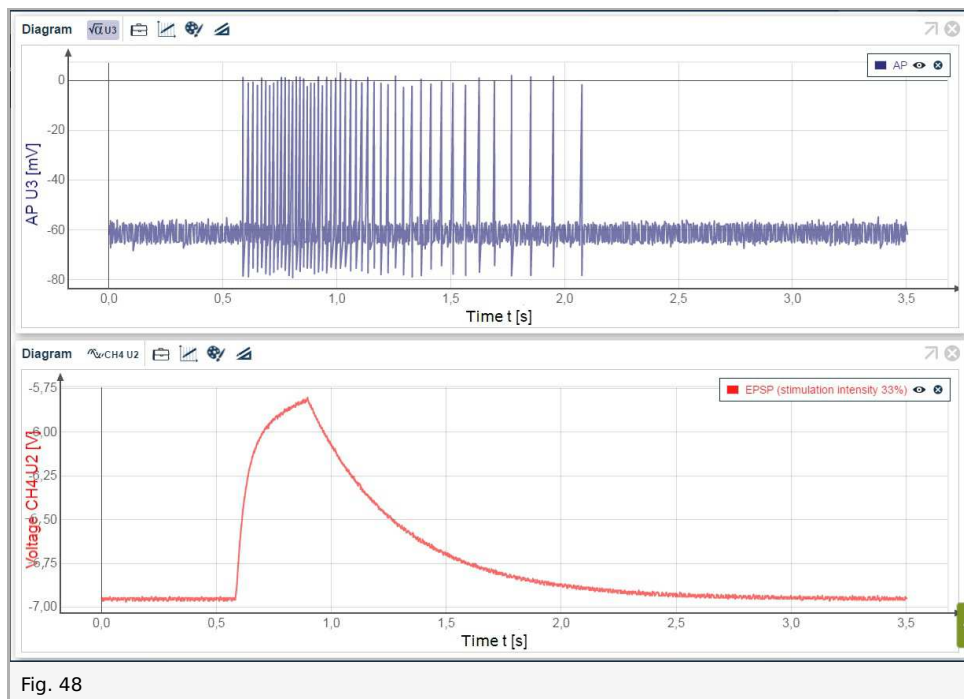 Diagram √α U3
AP
0
-20
-40
-60
-80
AP U3 [mV]
0,0 0,5 1,0 1,5 2,0 2,5 3,0 3,5
Time t [s]
Diagram CH4 U2
EPSP (stimulation intensity 33%)
-5,75
-6,00
-6,25
-6,50
-6,75
-7,00
Voltage CH4 U2 [V]
0,0 0,5 1,0 1,5 2,0 2,5 3,0 3,5
Time t [s]
Fig. 48